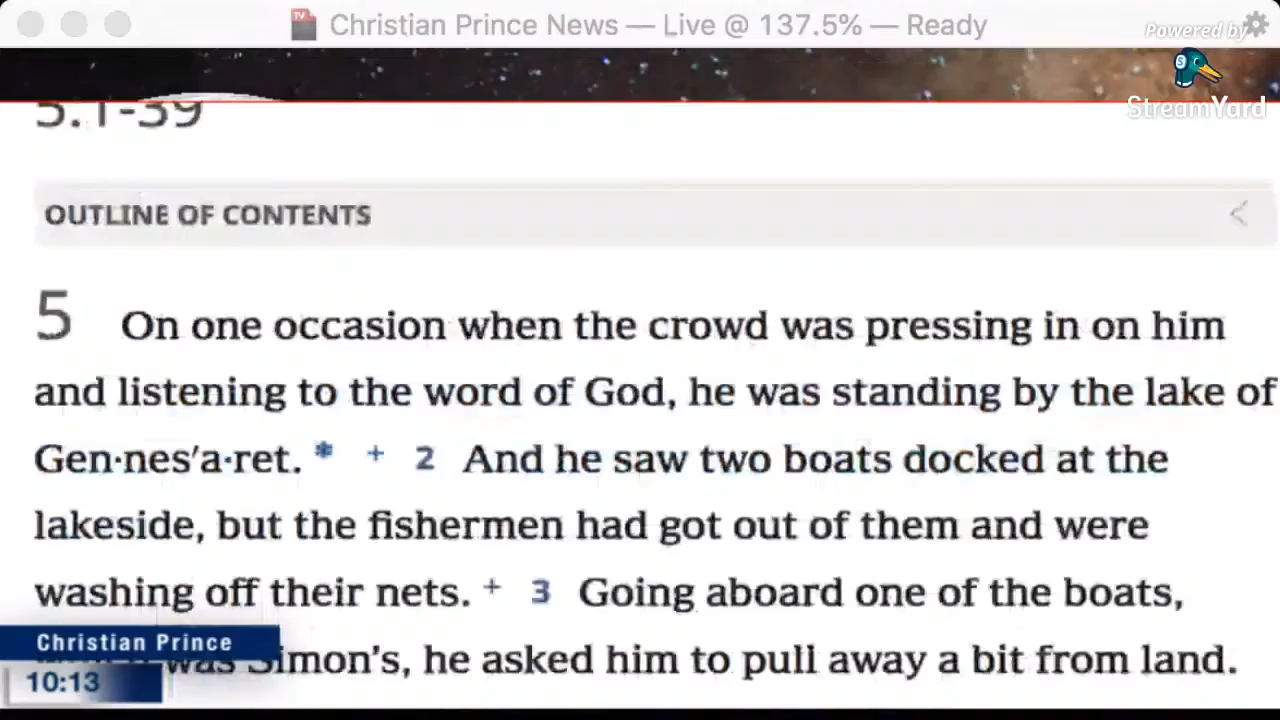 Christian Prince News — Live @ 137.5% — Ready
Powered by
StreamYard
5:1-39
OUTLINE OF CONTENTS
5 On one occasion when the crowd was pressing in on him
and listening to the word of God, he was standing by the lake of
Gen·nes′a·ret. * + 2 And he saw two boats docked at the
lakeside, but the fishermen had got out of them and were
washing off their nets. + 3 Going aboard one of the boats,
was Simon's, he asked him to pull away a bit from land.
Christian Prince
10:13